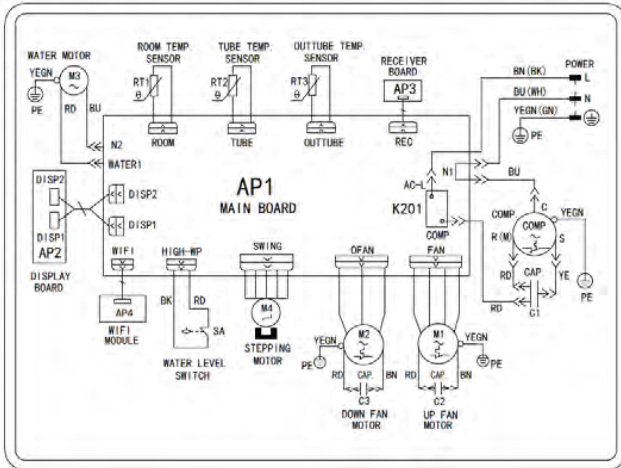 ROOM TEMP. SENSOR
TUBE TEMP. SENSOR
OUTTUBE TEMP. SENSOR
RECEIVER BOARD
WATER MOTOR
POWER
YEGN
M3
PE
RD
BU
RT1
θ
RT2
θ
RT3
θ
AP3
BN(BK)
L
BU(WH)
N
YEGN(GN)
PE
N2
WATER1
ROOM
TUBE
OUTTUBE
REC
N1
BU
AC-L
K201
COMP
AP1
MAIN BOARD
DISP2
DISP1
AP2
DISPLAY BOARD
DISP2
DISP1
COMP.
C
COMP
YEGN
R(M)
S
RD
CAP.
YE
C1
RD
PE
WIFI
HIGH-WP
SWING
OFAN
FAN
AP4
WIFI MODULE
BK
RD
SA
WATER LEVEL SWITCH
M4
STEPPING MOTOR
YEGN
M2
PE
RD
CAP.
BN
C3
DOWN FAN MOTOR
M1
YEGN
PE
RD
CAP.
BN
C2
UP FAN MOTOR